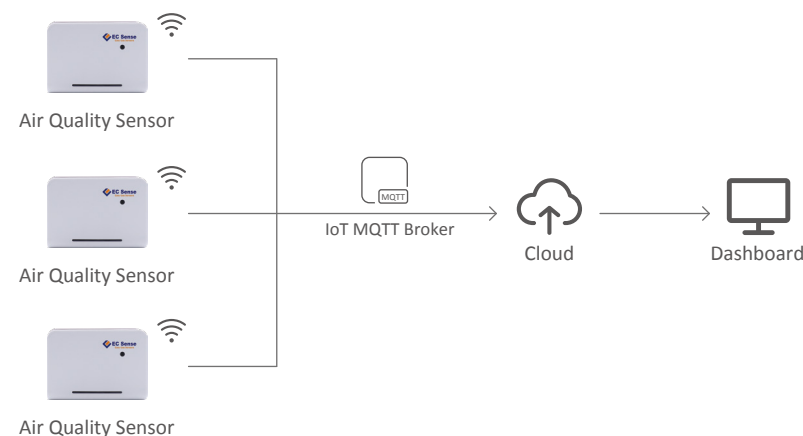 EC Sense
Air Quality Sensor
EC Sense
Air Quality Sensor
MQTT
IoT MQTT Broker
Cloud
Dashboard
EC Sense
Air Quality Sensor